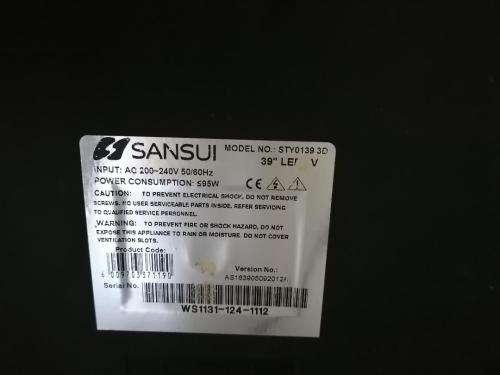 SANSUI
MODEL NO.: STY0139 3D
39" LED V
INPUT: AC 200~240V 50/60Hz
POWER CONSUMPTION: ≤95W
CE
CAUTION: TO PREVENT ELECTRICAL SHOCK, DO NOT REMOVE
SCREWS. NO USER SERVICEABLE PARTS INSIDE. REFER SERVICING
TO QUALIFIED SERVICE PERSONNEL.
WARNING: TO PREVENT FIRE OR SHOCK HAZARD, DO NOT
EXPOSE THIS APPLIANCE TO RAIN OR MOISTURE. DO NOT COVER
VENTILATION SLOTS.
Product Code:
6 009703371190
Version No.:
Serial No.
WS1131-124-1112